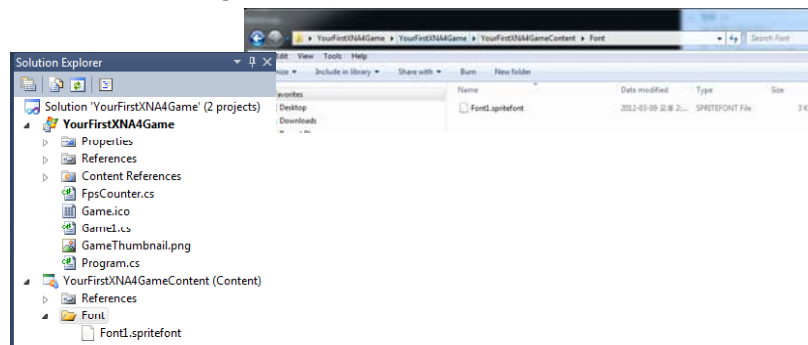 YourFirstXNA4Game ▸ YourFirstXNA4Game ▸ YourFirstXNA4GameContent ▸ Font
Search Font
View Tools Help
Include in library Share with Burn New folder
Name Date modified Type Size
Desktop
Font1.spritefont 2012-03-09 SPRITEFONT File
Downloads
Solution Explorer
Solution 'YourFirstXNA4Game' (2 projects)
YourFirstXNA4Game
Properties
References
Content References
FpsCounter.cs
Game.ico
Game1.cs
GameThumbnail.png
Program.cs
YourFirstXNA4GameContent (Content)
References
Font
Font1.spritefont